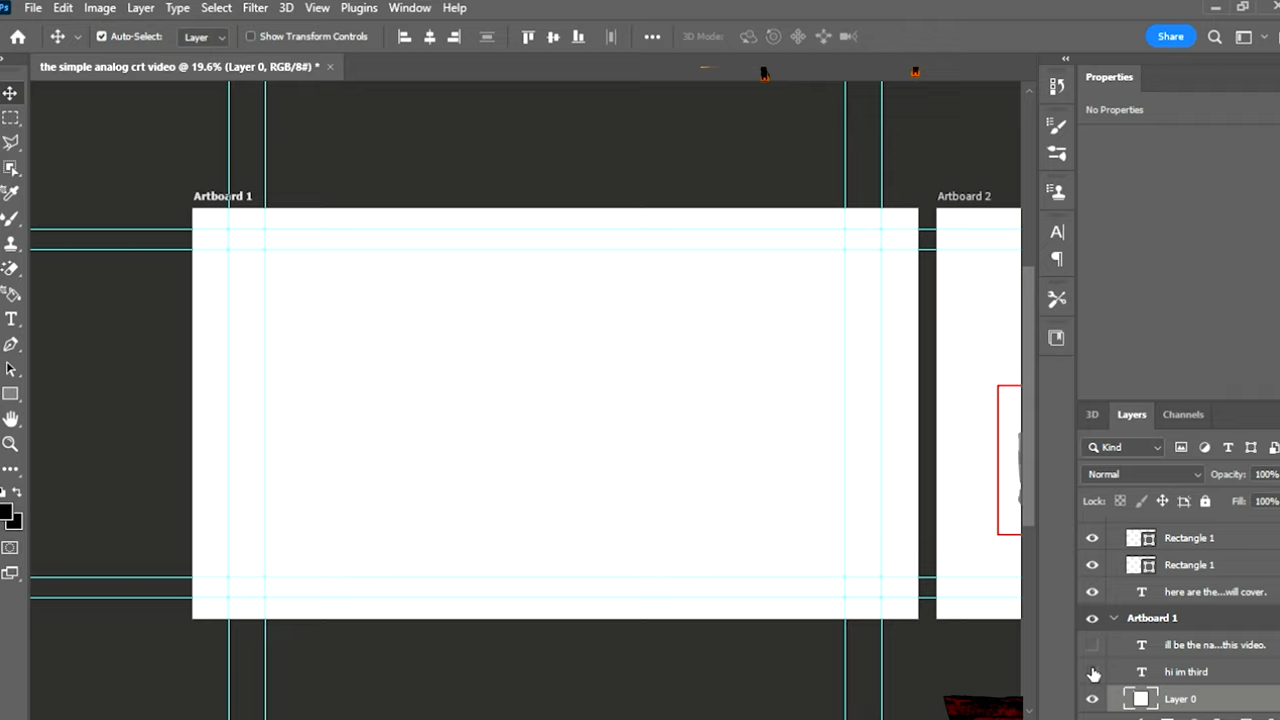 Ps File Edit Image Layer Type Select Filter 3D View Plugins Window Help
Auto-Select: Layer Show Transform Controls 3D Mode: Share
the simple analog crt video @ 19.6% (Layer 0, RGB/8#) *
Properties
No Properties
Artboard 1
Artboard 2
3D Layers Channels
Kind
Normal Opacity: 100%
Lock: Fill: 100%
Rectangle 1
Rectangle 1
here are the...will cover.
Artboard 1
ill be the na...this video.
hi im third
Layer 0